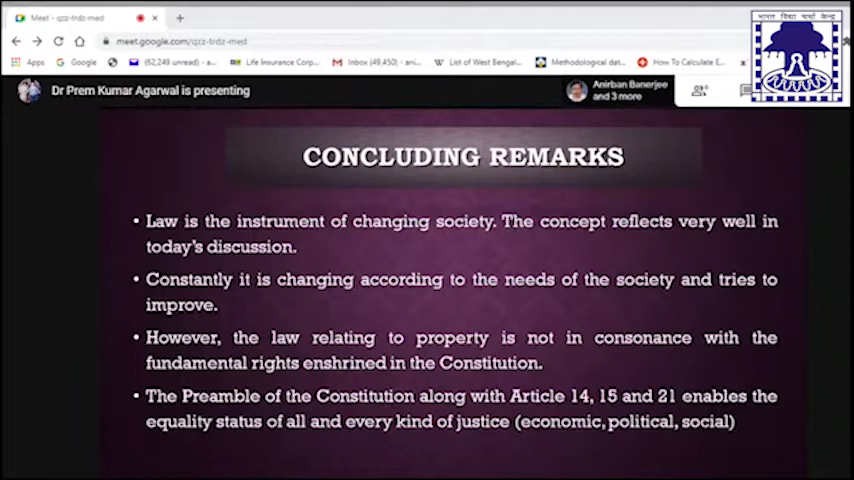 Meet - qzz-trdz-med
meet.google.com/qzz-trdz-med
Apps Google (62,249 unread) - a... Life Insurance Corp... Inbox (49,450) - ani... List of West Bengal... Methodological dat... How To Calculate E...
भारत विद्या चर्चा केन्द्र
Dr Prem Kumar Agarwal is presenting
Anirban Banerjee
and 3 more
CONCLUDING REMARKS
• Law is the instrument of changing society. The concept reflects very well in
today's discussion.
• Constantly it is changing according to the needs of the society and tries to
improve.
• However, the law relating to property is not in consonance with the
fundamental rights enshrined in the Constitution.
• The Preamble of the Constitution along with Article 14, 15 and 21 enables the
equality status of all and every kind of justice (economic, political, social)